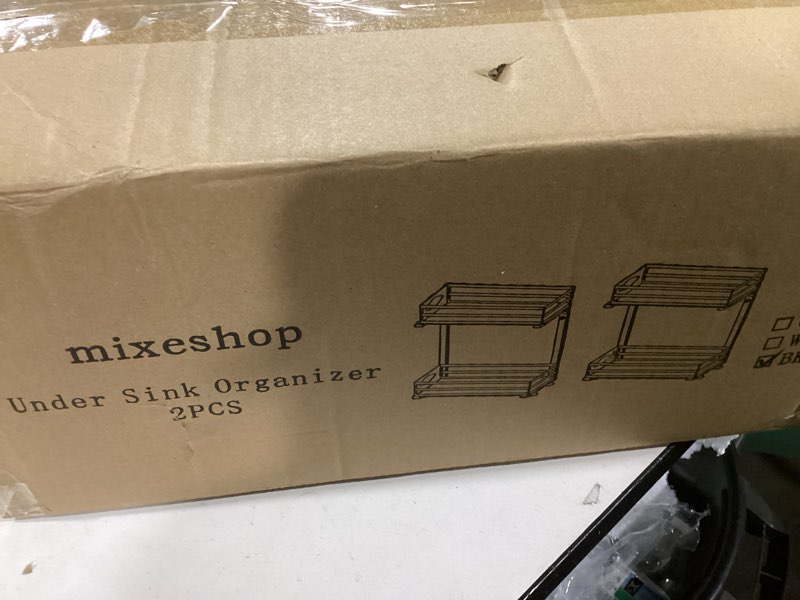 mixeshop
Under Sink Organizer
2PCS